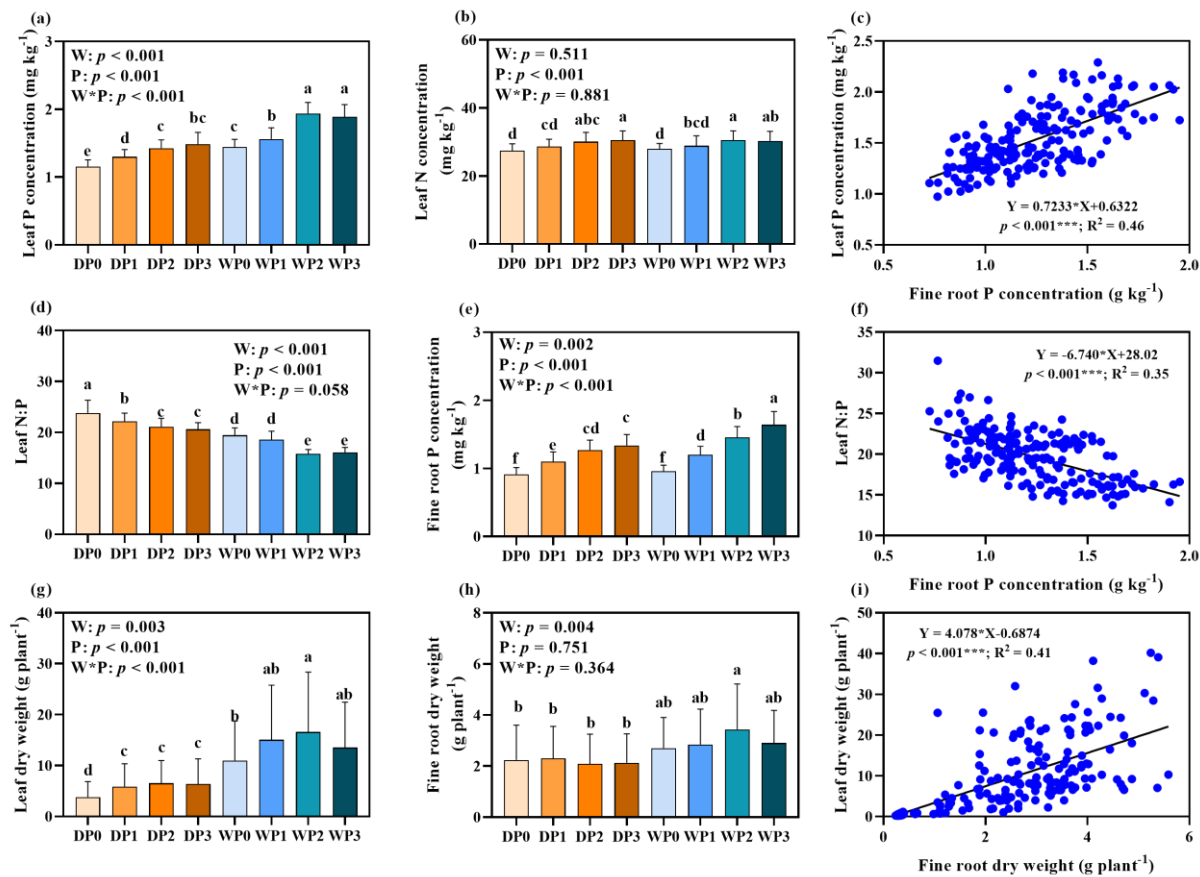 (a)
Leaf P concentration (mg kg⁻¹)
W: p < 0.001
P: p < 0.001
W*P: p < 0.001
3
2
1
0
e
d
c
bc
c
b
a
a
DP0 DP1 DP2 DP3 WP0 WP1 WP2 WP3
(b)
Leaf N concentration
(mg kg⁻¹)
W: p = 0.511
P: p < 0.001
W*P: p = 0.881
60
40
20
0
d
cd
abc
a
d
bcd
a
ab
DP0 DP1 DP2 DP3 WP0 WP1 WP2 WP3
(c)
Leaf P concentration (mg kg⁻¹)
2.5
2.0
1.5
1.0
0.5
Y = 0.7233*X+0.6322
p < 0.001***; R² = 0.46
0.5 1.0 1.5 2.0
Fine root P concentration (g kg⁻¹)
(d)
Leaf N:P
W: p < 0.001
P: p < 0.001
W*P: p = 0.058
40
30
20
10
0
a
b
c
c
d
d
e
e
DP0 DP1 DP2 DP3 WP0 WP1 WP2 WP3
(e)
Fine root P concentration
(mg kg⁻¹)
W: p = 0.002
P: p < 0.001
W*P: p < 0.001
3
2
1
0
f
e
cd
c
f
d
b
a
DP0 DP1 DP2 DP3 WP0 WP1 WP2 WP3
(f)
Leaf N:P
35
30
25
20
15
10
Y = -6.740*X+28.02
p < 0.001***; R² = 0.35
0.5 1.0 1.5 2.0
Fine root P concentration (g kg⁻¹)
(g)
Leaf dry weight (g plant⁻¹)
W: p = 0.003
P: p < 0.001
W*P: p < 0.001
40
30
20
10
0
d
c
c
c
b
ab
a
ab
DP0 DP1 DP2 DP3 WP0 WP1 WP2 WP3
(h)
Fine root dry weight
(g plant⁻¹)
W: p = 0.004
P: p = 0.751
W*P: p = 0.364
8
6
4
2
0
b
b
b
b
ab
ab
a
ab
DP0 DP1 DP2 DP3 WP0 WP1 WP2 WP3
(i)
Leaf dry weight (g plant⁻¹)
50
40
30
20
10
0
Y = 4.078*X-0.6874
p < 0.001***; R² = 0.41
0 2 4 6
Fine root dry weight (g plant⁻¹)